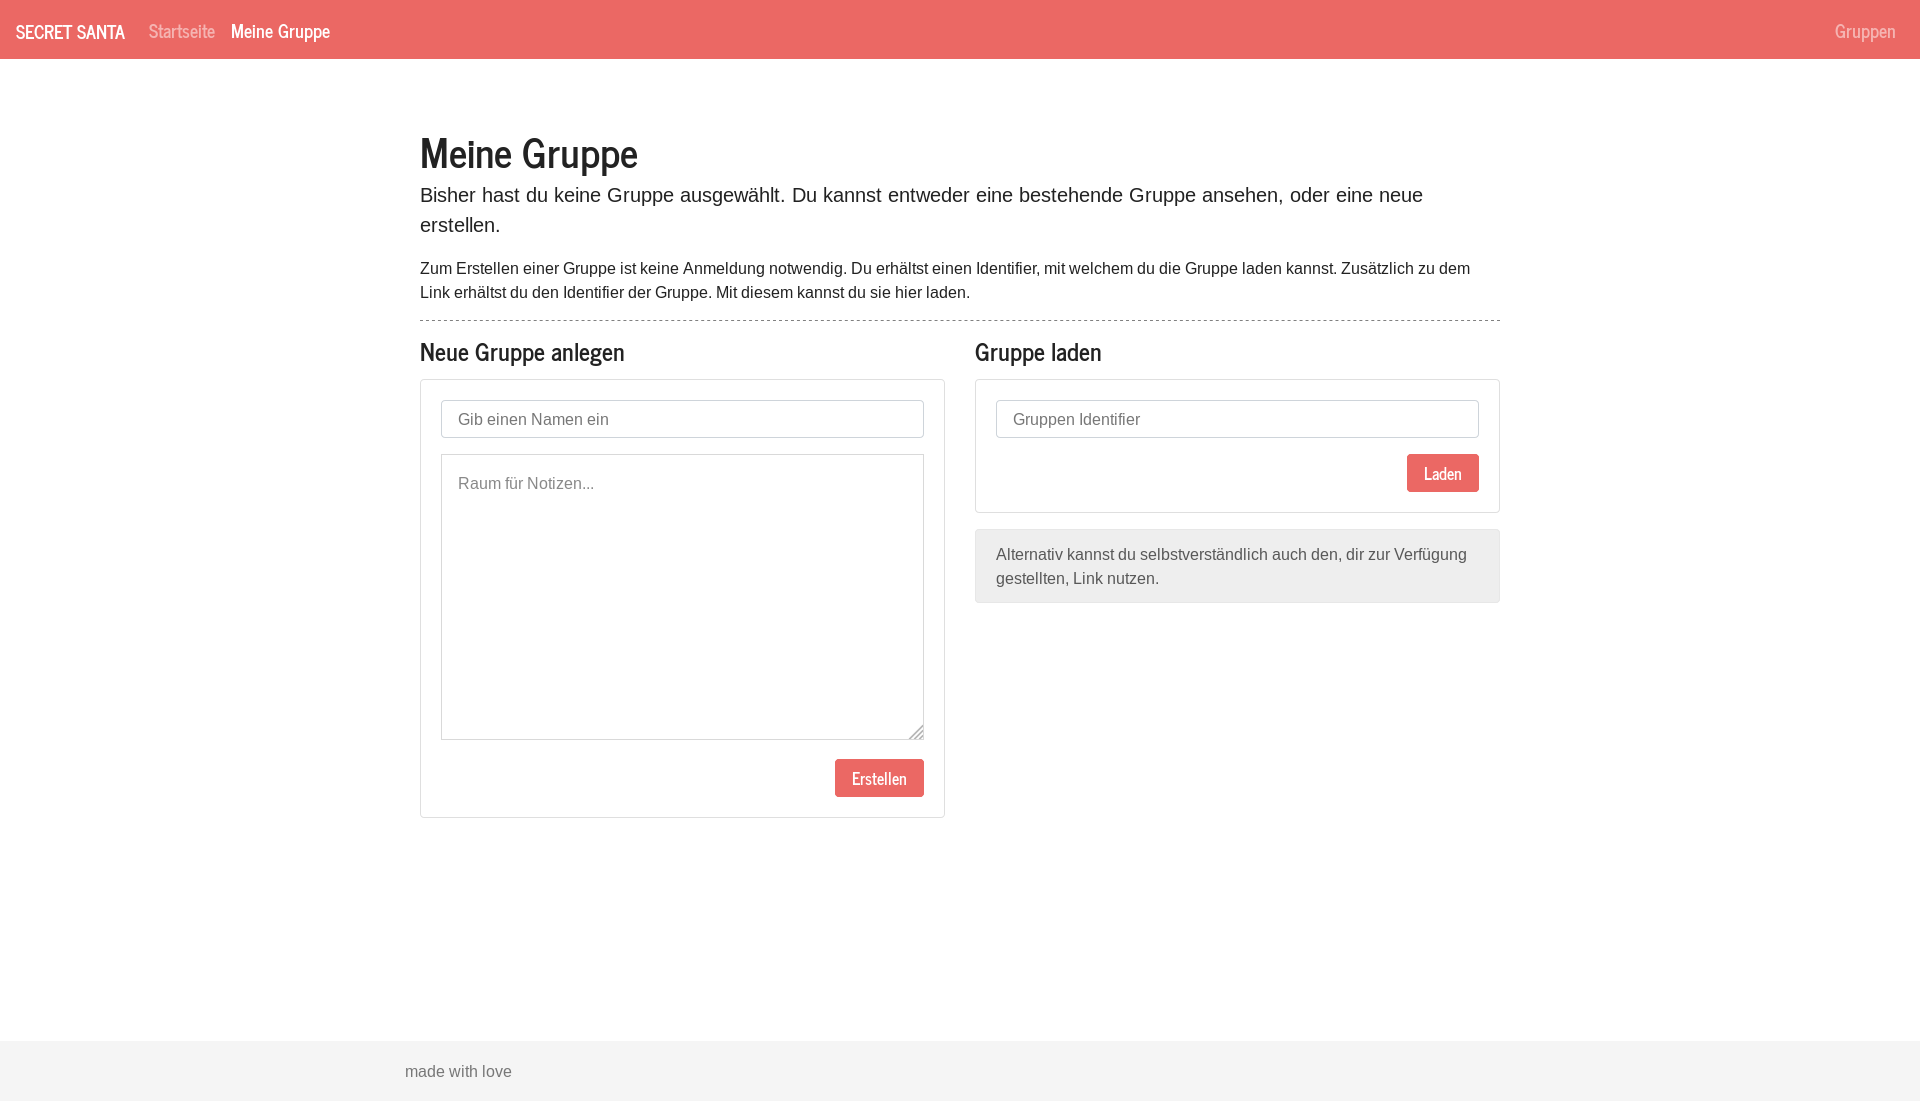 SECRET SANTA Startseite Meine Gruppe Gruppen
Meine Gruppe
Bisher hast du keine Gruppe ausgewählt. Du kannst entweder eine bestehende Gruppe ansehen, oder eine neue
erstellen.
Zum Erstellen einer Gruppe ist keine Anmeldung notwendig. Du erhältst einen Identifier, mit welchem du die Gruppe laden kannst. Zusätzlich zu dem
Link erhältst du den Identifier der Gruppe. Mit diesem kannst du sie hier laden.
Neue Gruppe anlegen
Gib einen Namen ein
Raum für Notizen...
Erstellen
Gruppe laden
Gruppen Identifier
Laden
Alternativ kannst du selbstverständlich auch den, dir zur Verfügung
gestellten, Link nutzen.
made with love